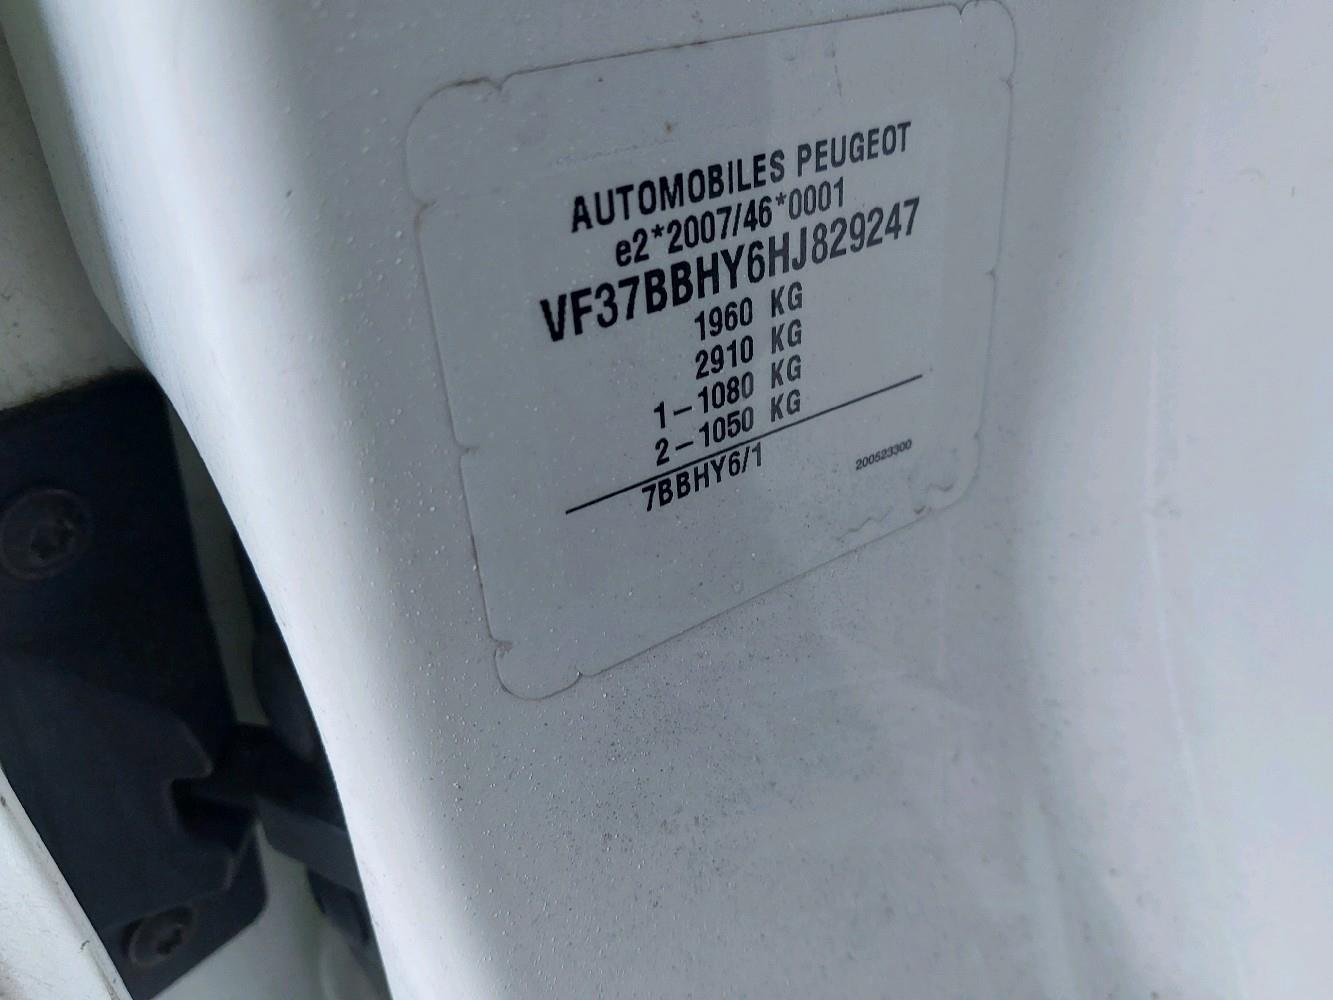 AUTOMOBILES PEUGEOT
e2*2007/46*0001
VF37BBHY6HJ829247
1960 KG
2910 KG
1-1080 KG
2-1050 KG
7BBHY6/1
200523300